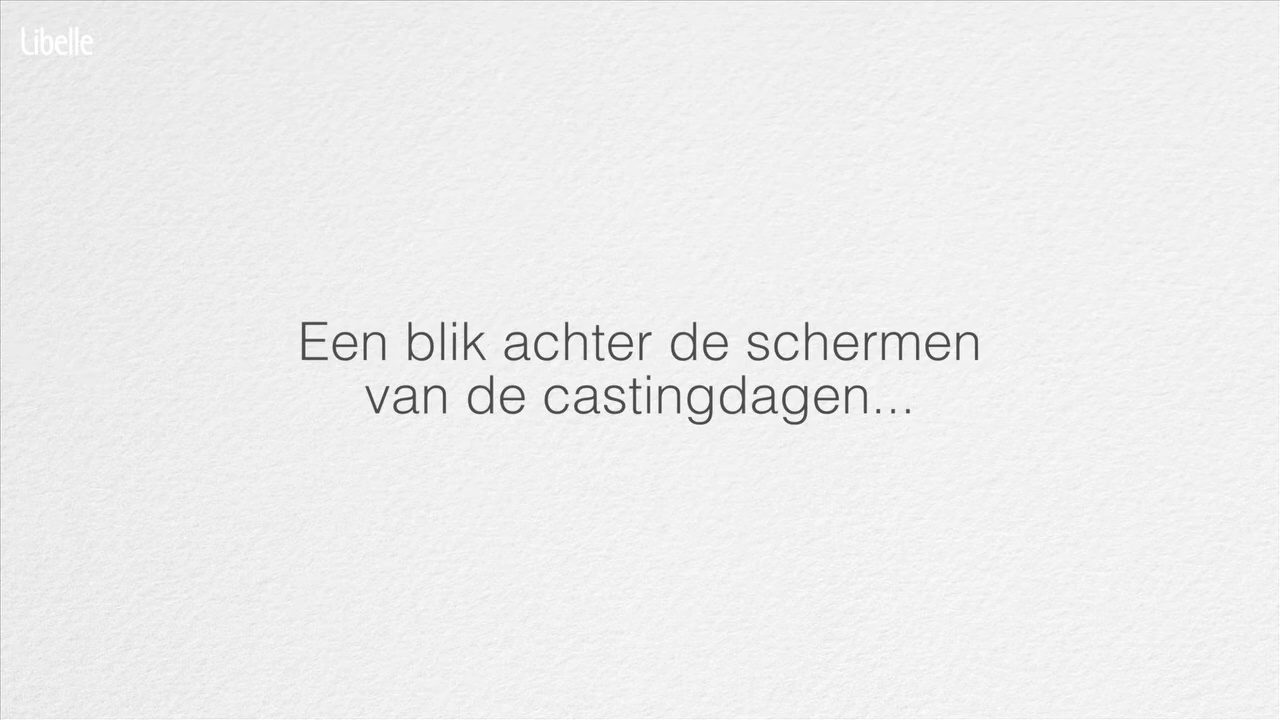 Libelle
Een blik achter de schermen
van de castingdagen...